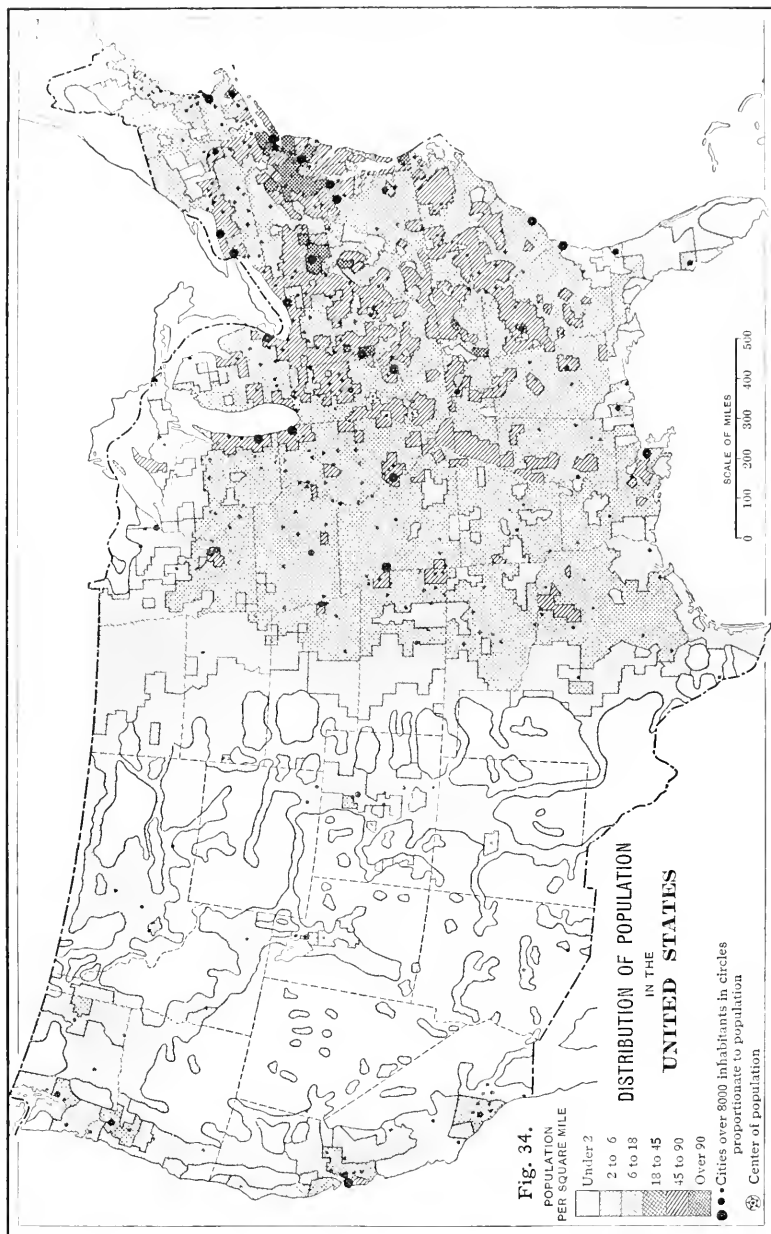 Fig. 34.
POPULATION
PER SQUARE MILE
Under 2
2 to 6
6 to 18
18 to 45
45 to 90
Over 90
Cities over 8000 inhabitants in circles
proportionate to population
Center of population
DISTRIBUTION OF POPULATION
IN THE
UNITED STATES
SCALE OF MILES
0 100 200 300 400 500